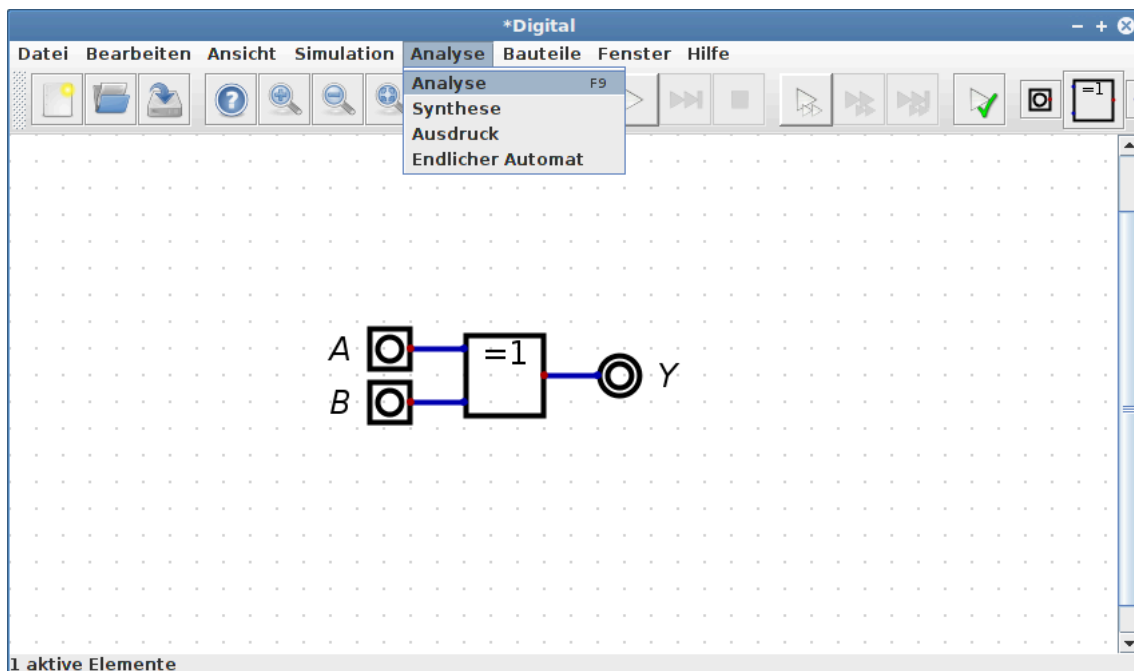 *Digital
Datei Bearbeiten Ansicht Simulation Analyse Bauteile Fenster Hilfe
Analyse F9
Synthese
Ausdruck
Endlicher Automat
=1
A
=1
Y
B
1 aktive Elemente